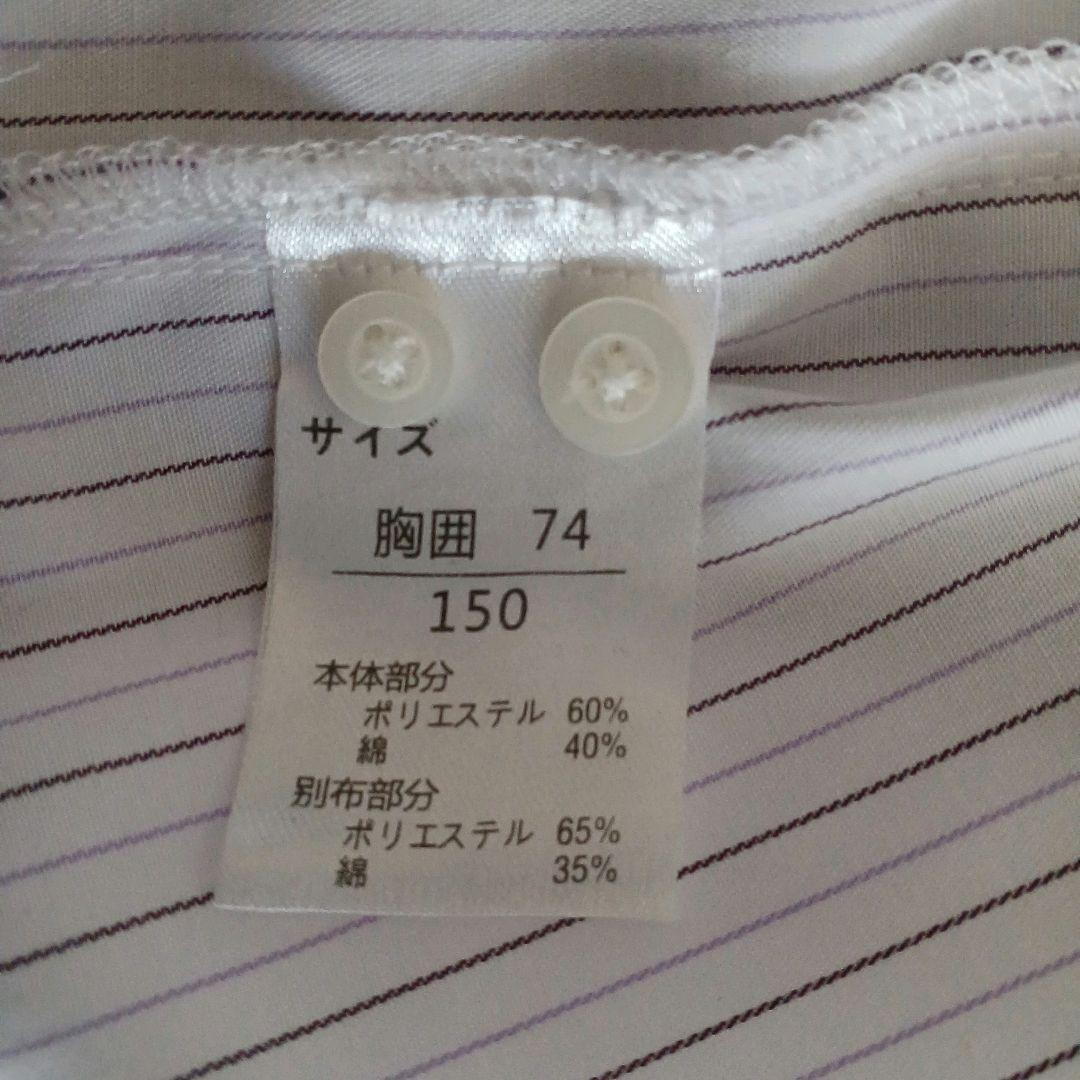 サイズ
胸囲 74
150
本体部分
ポリエステル 60%
綿 40%
別布部分
ポリエステル 65%
綿 35%